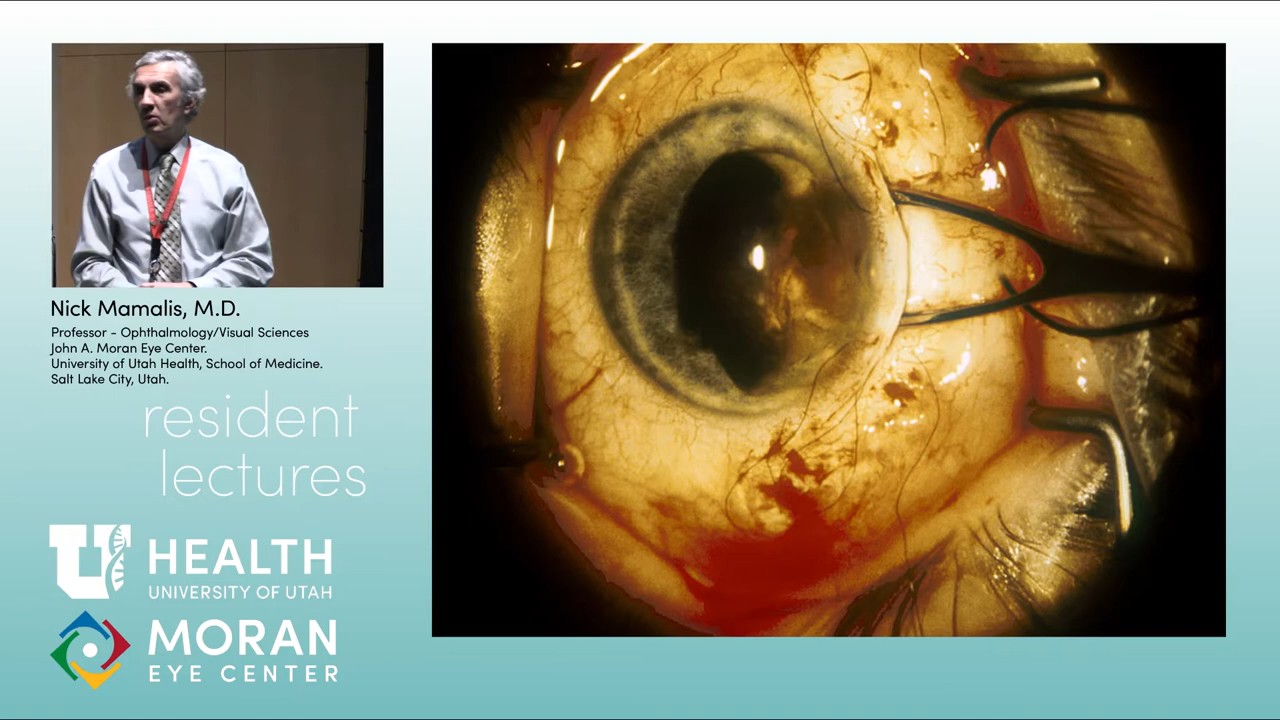 Nick Mamalis, M.D.
Professor - Ophthalmology/Visual Sciences
John A. Moran Eye Center.
University of Utah Health, School of Medicine.
Salt Lake City, Utah.
resident
lectures
U HEALTH
UNIVERSITY OF UTAH
MORAN
EYE CENTER